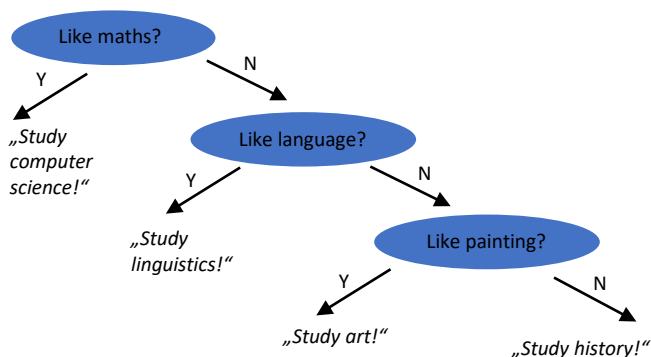 Like maths?
Y
N
„Study
computer
science!“
Like language?
Y
N
„Study
linguistics!“
Like painting?
Y
N
„Study art!“
„Study history!“